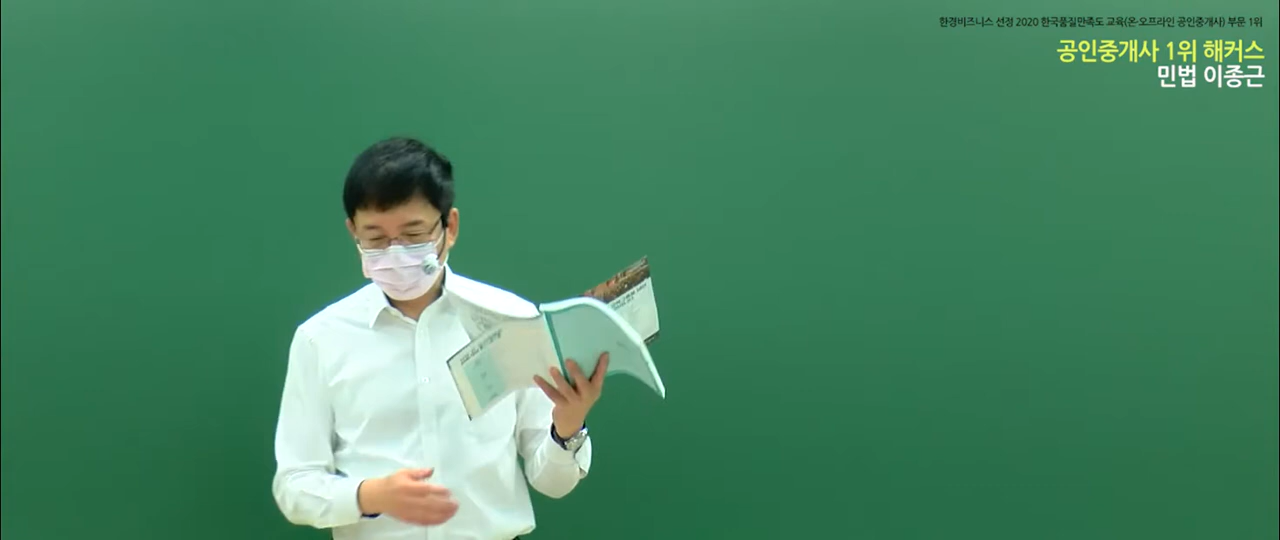 한경비즈니스 선정 2020 한국품질만족도 교육(온·오프라인 공인중개사) 부문 1위
공인중개사 1위 해커스
민법 이종근